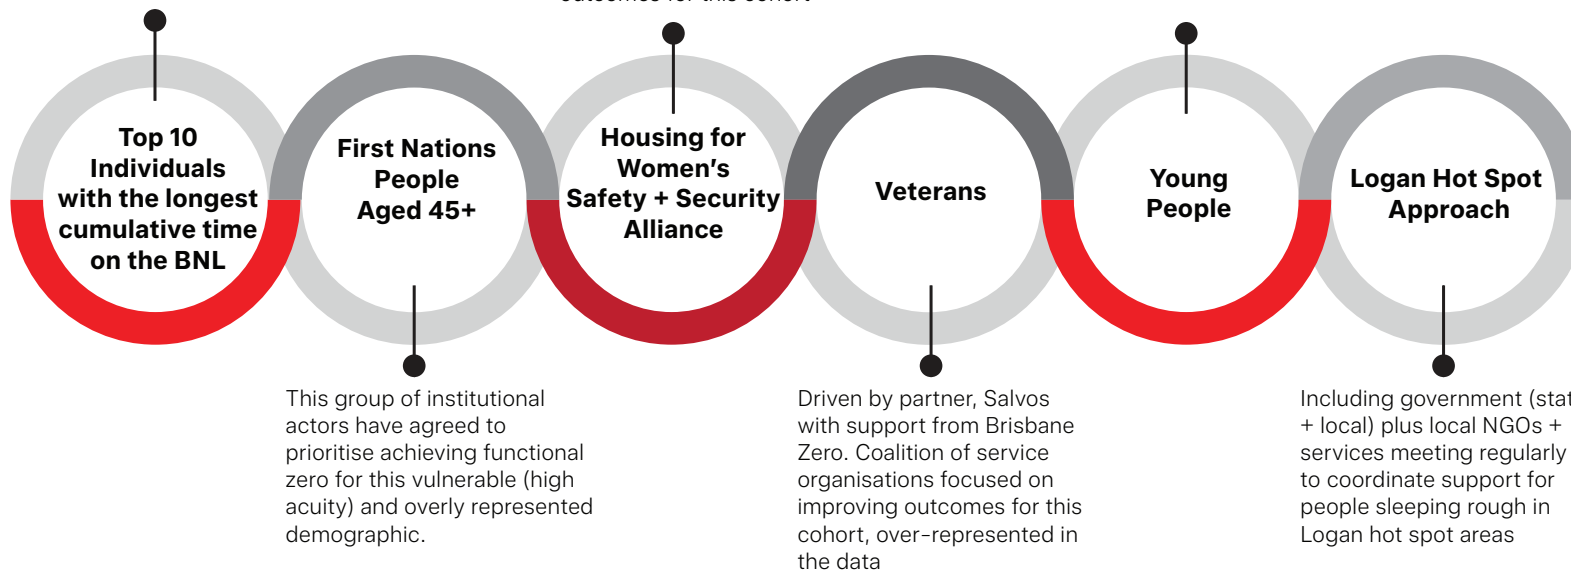 outcomes for this cohort
Top 10
Individuals
with the longest
cumulative time
on the BNL
First Nations
People
Aged 45+
Housing for
Women's
Safety + Security
Alliance
Veterans
Young
People
Logan Hot Spot
Approach
This group of institutional
actors have agreed to
prioritise achieving functional
zero for this vulnerable (high
acuity) and overly represented
demographic.
Driven by partner, Salvos
with support from Brisbane
Zero. Coalition of service
organisations focused on
improving outcomes for this
cohort, over-represented in
the data
Including government (stat
+ local) plus local NGOs +
services meeting regularly
to coordinate support for
people sleeping rough in
Logan hot spot areas